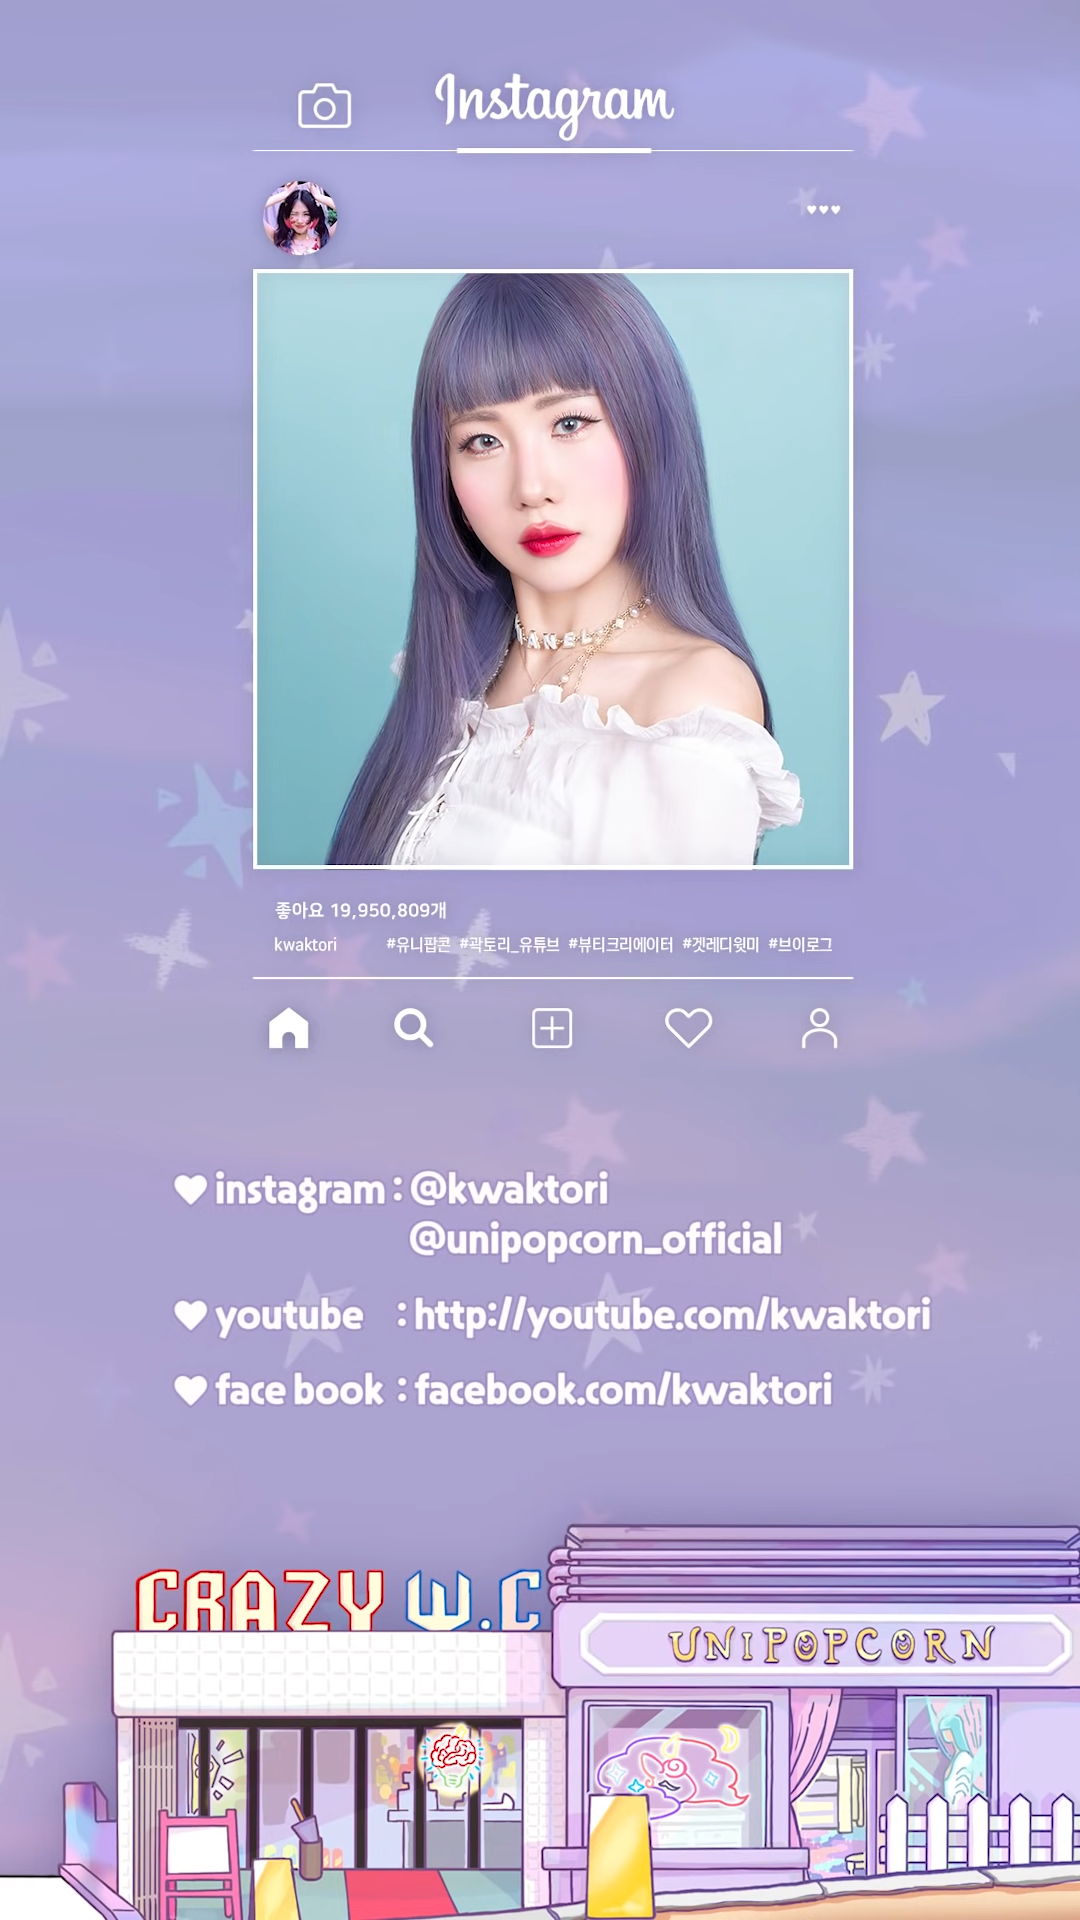 Instagram
ANEL
좋아요 19,950,809개
kwaktori #유니팝콘 #곽토리_유튜브 #뷰티크리에이터 #겟레디윗미 #브이로그
instagram : @kwaktori
@unipopcorn_official
youtube : http://youtube.com/kwaktori
face book : facebook.com/kwaktori
CRAZY W.C
UNIPOPCORN